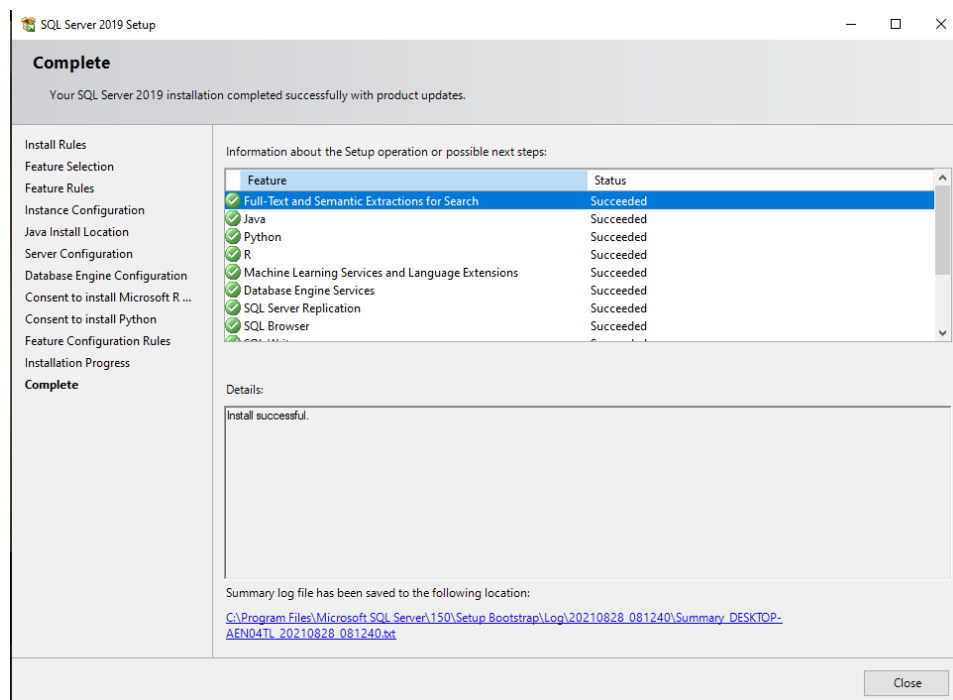 SQL Server 2019 Setup
Complete
Your SQL Server 2019 installation completed successfully with product updates.
Install Rules
Feature Selection
Feature Rules
Instance Configuration
Java Install Location
Server Configuration
Database Engine Configuration
Consent to install Microsoft R ...
Consent to install Python
Feature Configuration Rules
Installation Progress
Complete
Information about the Setup operation or possible next steps:
Feature Status
Full-Text and Semantic Extractions for Search Succeeded
Java Succeeded
Python Succeeded
R Succeeded
Machine Learning Services and Language Extensions Succeeded
Database Engine Services Succeeded
SQL Server Replication Succeeded
SQL Browser Succeeded
Details:
Install successful.
Summary log file has been saved to the following location:
C:\Program Files\Microsoft SQL Server\150\Setup Bootstrap\Log\20210828_081240\Summary_DESKTOP-
AEN04TL_20210828_081240.txt
Close